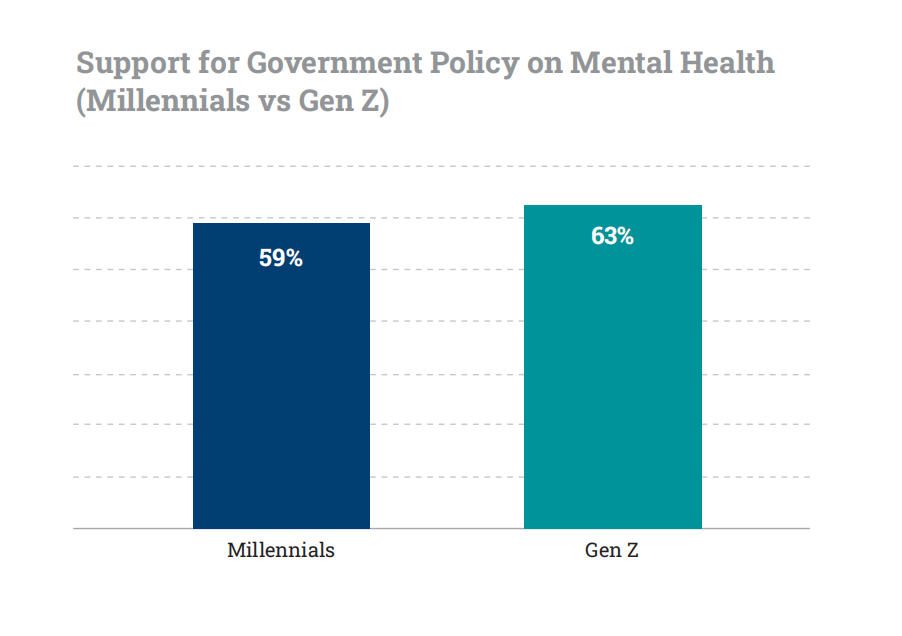 Support for Government Policy on Mental Health
(Millennials vs Gen Z)
59%
63%
Millennials
Gen Z